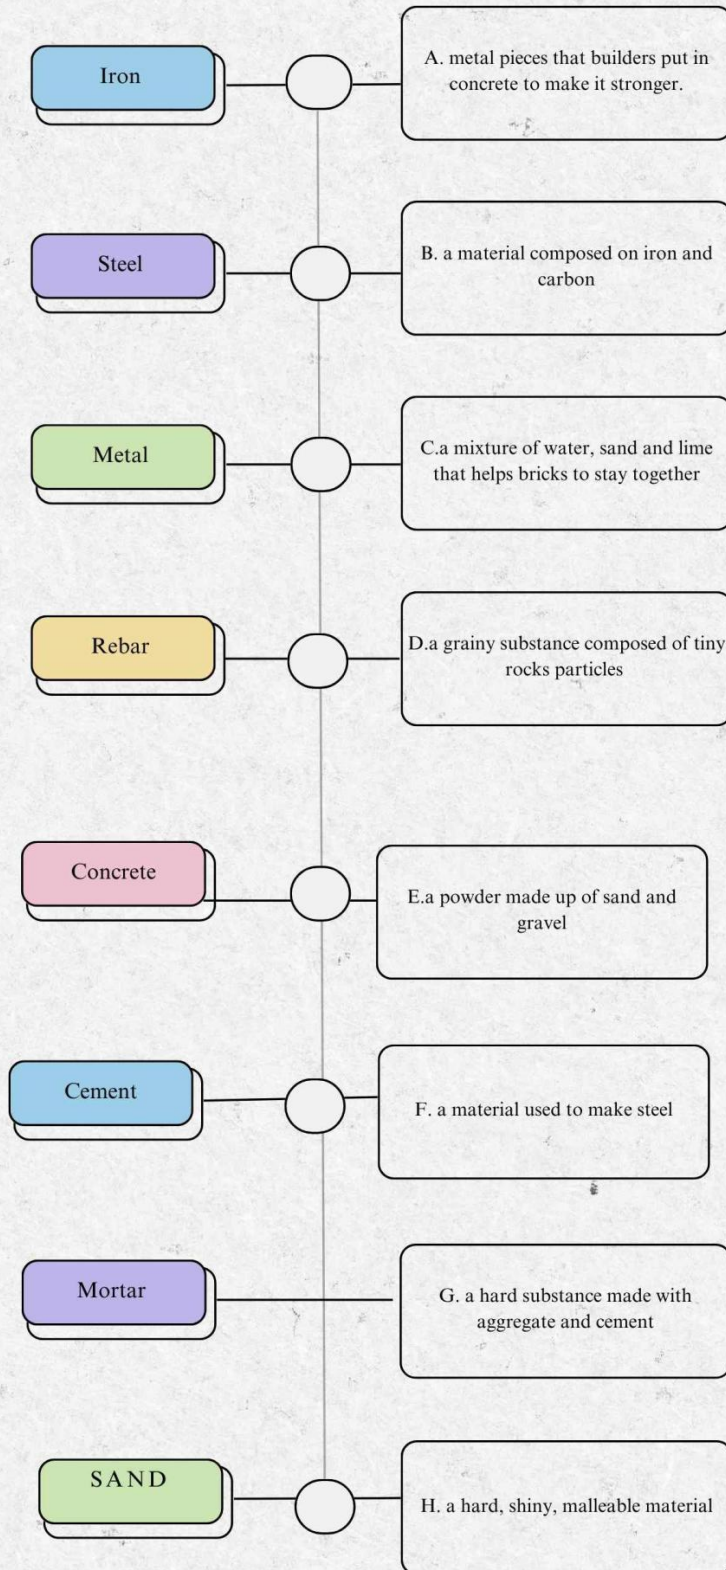 Iron
A. metal pieces that builders put in
concrete to make it stronger.
Steel
B. a material composed on iron and
carbon
Metal
C.a mixture of water, sand and lime
that helps bricks to stay together
Rebar
D.a grainy substance composed of tiny
rocks particles
Concrete
E.a powder made up of sand and
gravel
Cement
F. a material used to make steel
Mortar
G. a hard substance made with
aggregate and cement
SAND
H. a hard, shiny, malleable material